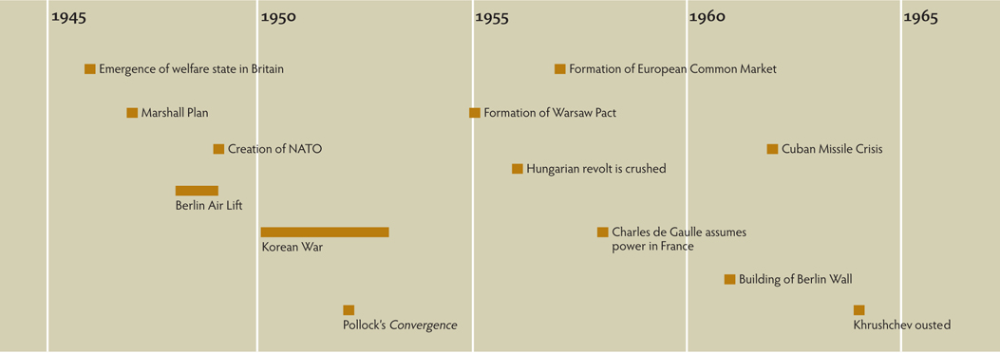 1945
1950
1955
1960
1965
Emergence of welfare state in Britain
Formation of European Common Market
Marshall Plan
Formation of Warsaw Pact
Creation of NATO
Cuban Missile Crisis
Hungarian revolt is crushed
Berlin Air Lift
Korean War
Charles de Gaulle assumes
power in France
Building of Berlin Wall
Pollock's Convergence
Khrushchev ousted